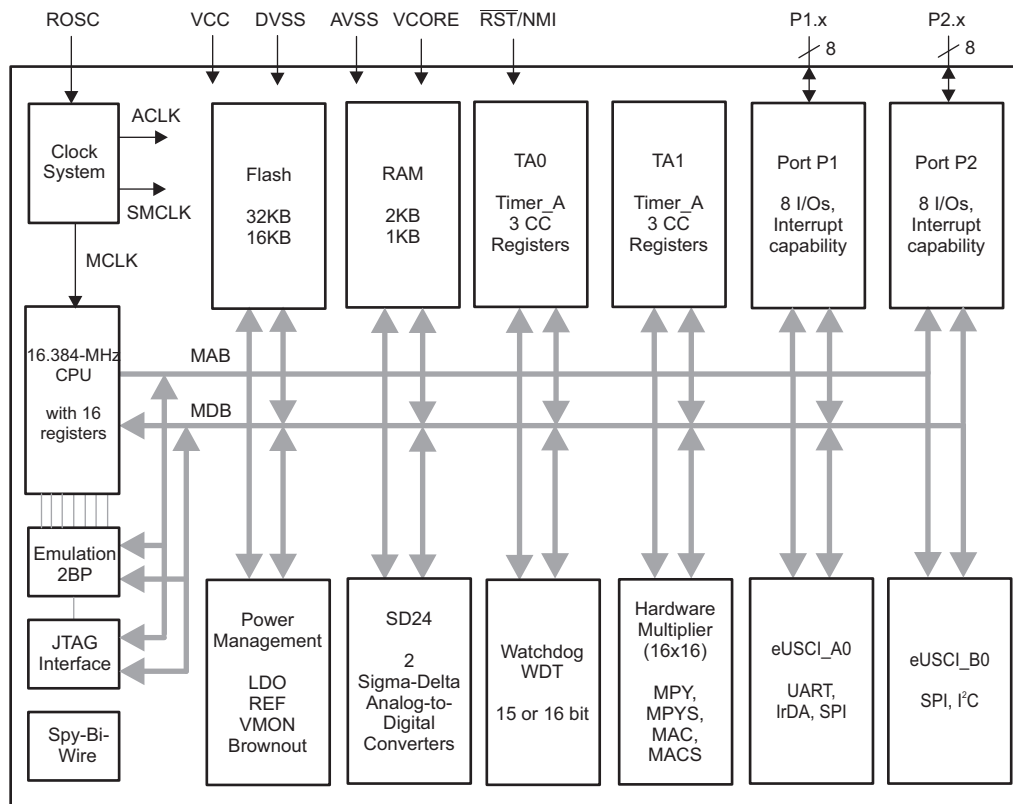 ROSC
VCC
DVSS
AVSS
VCORE
RST/NMI
P1.x
P2.x
8
8
Clock
System
ACLK
SMCLK
MCLK
Flash
32KB
16KB
RAM
2KB
1KB
TA0
Timer_A
3 CC
Registers
TA1
Timer_A
3 CC
Registers
Port P1
8 I/Os,
Interrupt
capability
Port P2
8 I/Os,
Interrupt
capability
16.384-MHz
CPU
with 16
registers
MAB
MDB
Emulation
2BP
JTAG
Interface
Spy-Bi-
Wire
Power
Management
LDO
REF
VMON
Brownout
SD24
2
Sigma-Delta
Analog-to-
Digital
Converters
Watchdog
WDT
15 or 16 bit
Hardware
Multiplier
(16x16)
MPY,
MPYS,
MAC,
MACS
eUSCI_A0
UART,
IrDA, SPI
eUSCI_B0
SPI, I²C